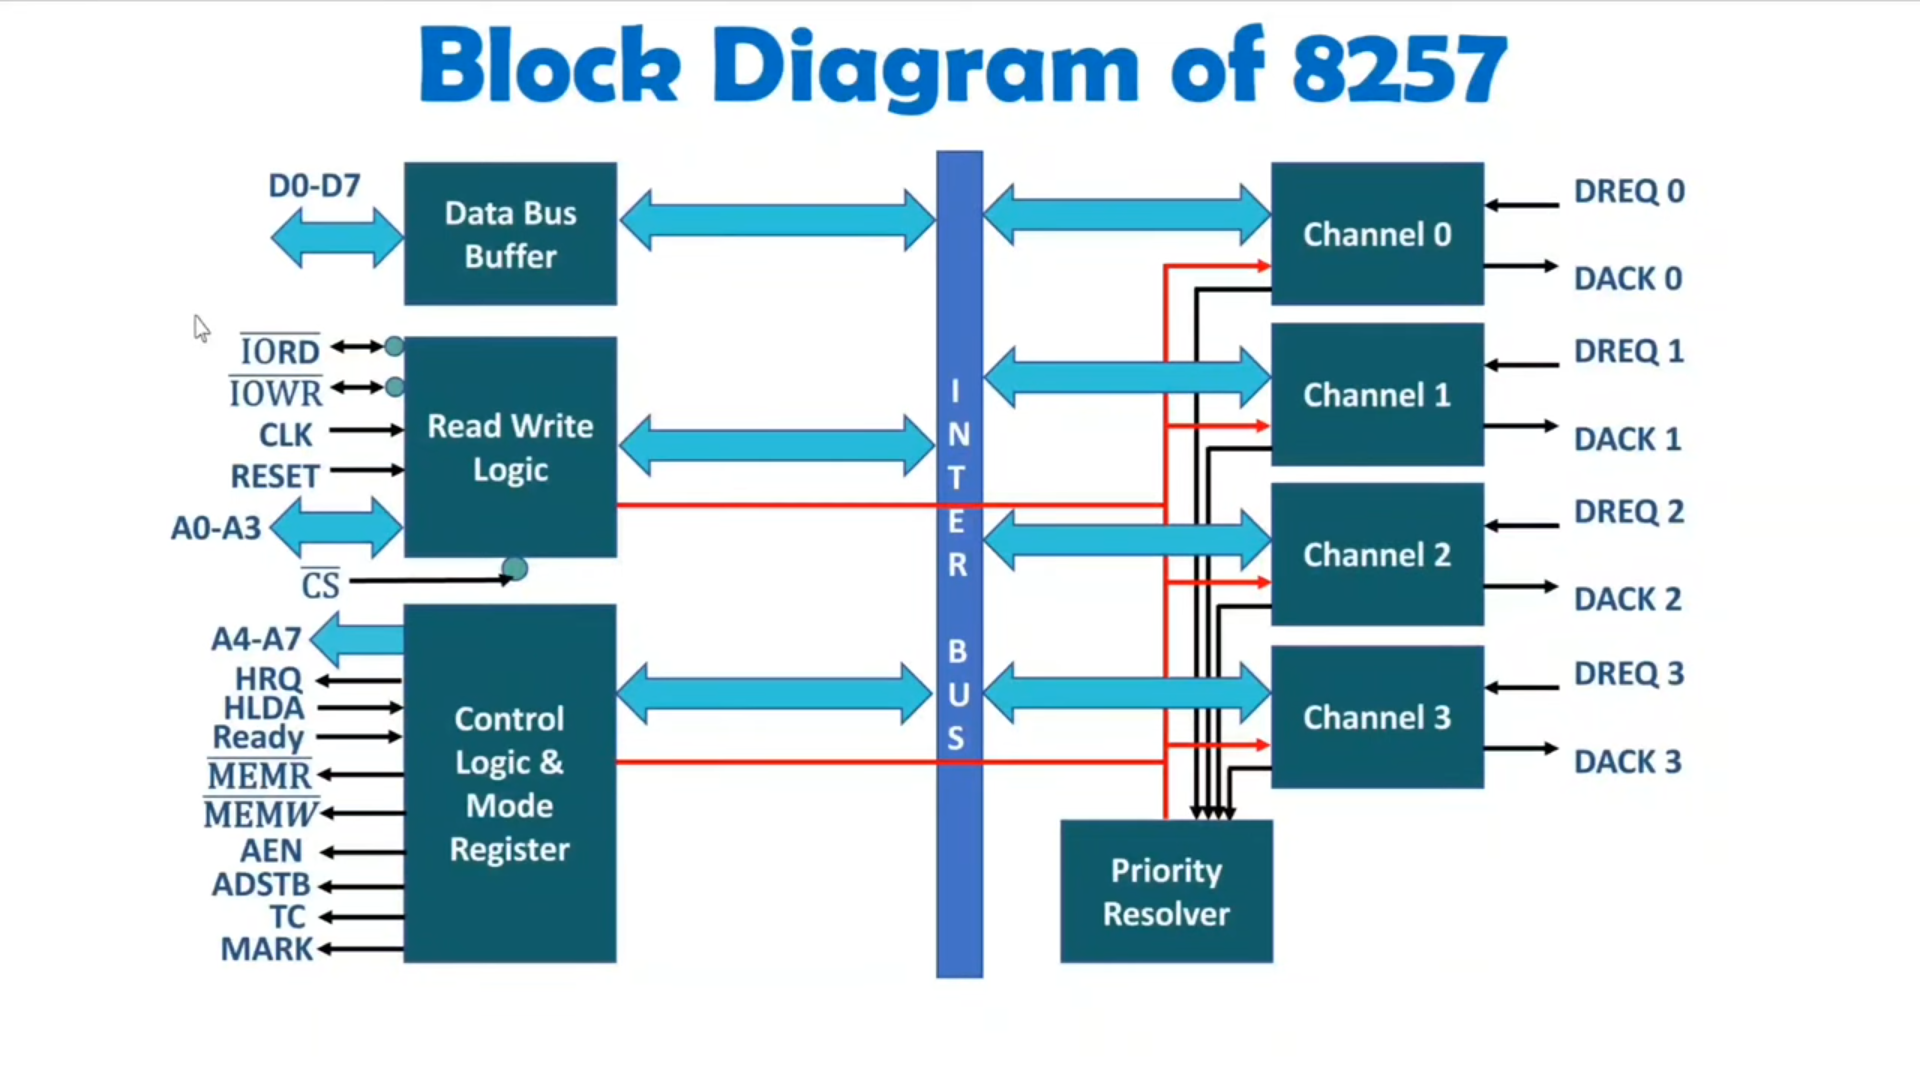 Block Diagram of 8257
D0-D7
Data Bus
Buffer
IORD
IOWR
CLK
RESET
A0-A3
CS
Read Write
Logic
A4-A7
HRQ
HLDA
Ready
MEMR
MEMW
AEN
ADSTB
TC
MARK
Control
Logic &
Mode
Register
INTER BUS
Channel 0
DREQ 0
DACK 0
Channel 1
DREQ 1
DACK 1
Channel 2
DREQ 2
DACK 2
Channel 3
DREQ 3
DACK 3
Priority
Resolver